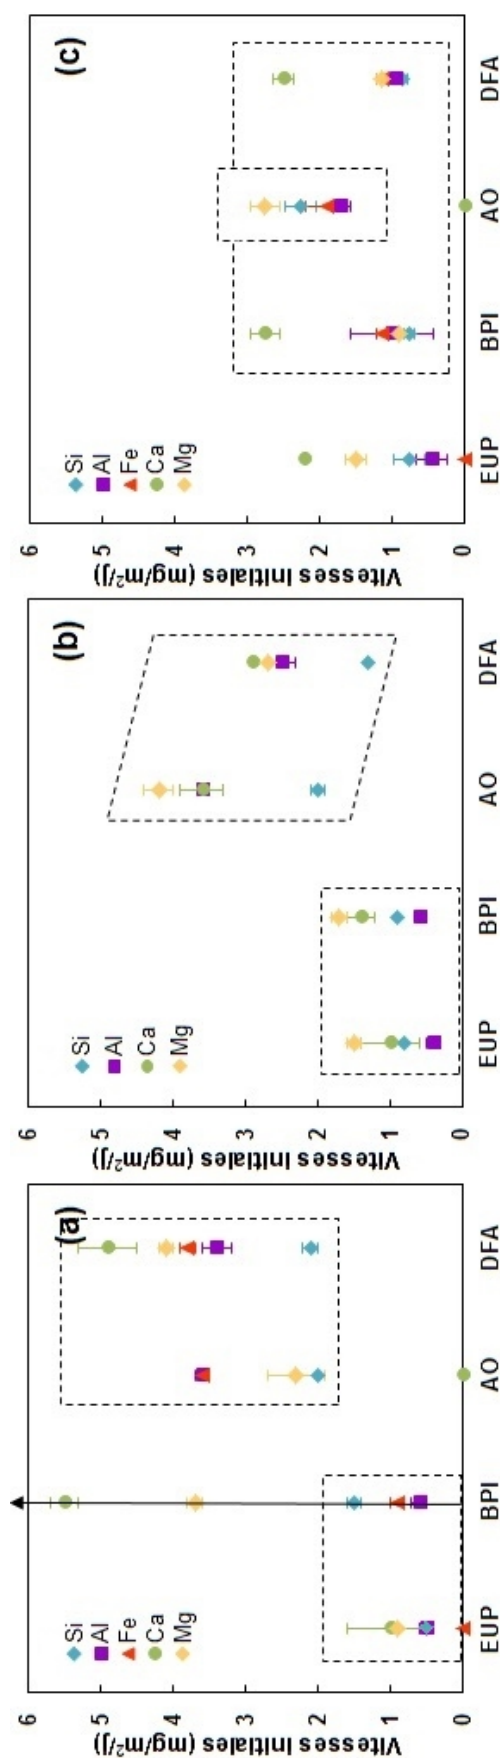 (a)
Vitesses Initiales (mg/m²/j))
6
5
4
3
2
1
0
Si
Al
Fe
Ca
Mg
EUP
BPI
AO
DFA
(b)
Vitesses Initiales (mg/m²/j))
6
5
4
3
2
1
0
Si
Al
Ca
Mg
EUP
BPI
AO
DFA
(c)
Vitesses Initiales (mg/m²/j))
6
5
4
3
2
1
0
Si
Al
Fe
Ca
Mg
EUP
BPI
AO
DFA